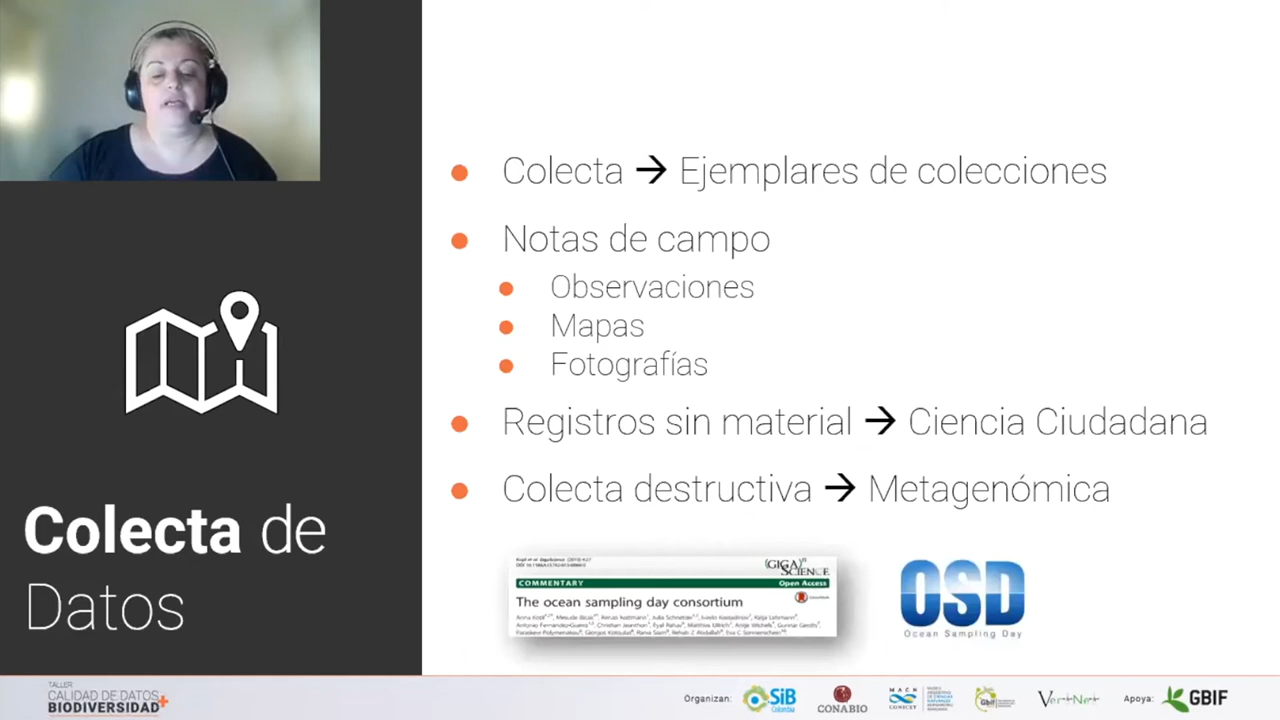 Colecta → Ejemplares de colecciones
Notas de campo
Observaciones
Mapas
Fotografías
Registros sin material → Ciencia Ciudadana
Colecta destructiva → Metagenómica
Colecta de
Datos
(GIGA)n
SCIENCE
COMMENTARY
Open Access
The ocean sampling day consortium
OSD
Ocean Sampling Day
TALLER
CALIDAD DE DATOS
BIODIVERSIDAD+
Organizan:
SiB
Colombia
CONABIO
MACN
CONICET
Gbif
VertNet
Apoya:
GBIF